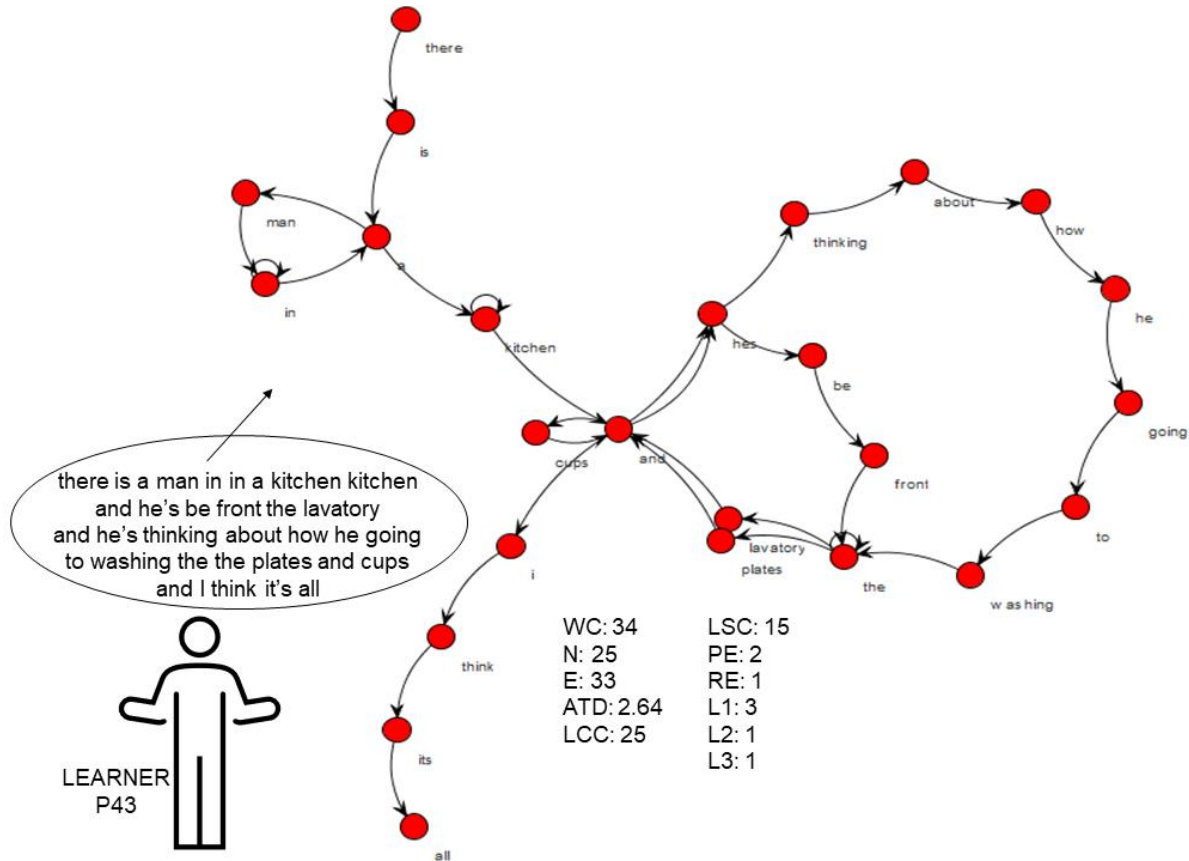 there
is
man
a
in
kitchen
and
cups
hes
thinking
about
how
he
going
to
washing
the
be
front
lavatory
plates
i
think
its
all
there is a man in in a kitchen kitchen
and he's be front the lavatory
and he's thinking about how he going
to washing the the plates and cups
and I think it's all
LEARNER
P43
WC: 34
N: 25
E: 33
ATD: 2.64
LCC: 25
LSC: 15
PE: 2
RE: 1
L1: 3
L2: 1
L3: 1